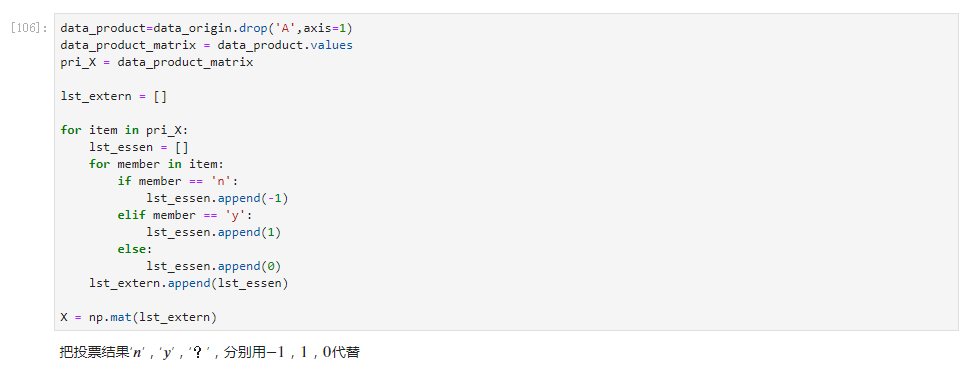 [106]:
data_product=data_origin.drop('A',axis=1)
data_product_matrix = data_product.values
pri_X = data_product_matrix
lst_extern = []
for item in pri_X:
    lst_essen = []
    for member in item:
        if member == 'n':
            lst_essen.append(-1)
        elif member == 'y':
            lst_essen.append(1)
        else:
            lst_essen.append(0)
    lst_extern.append(lst_essen)
X = np.mat(lst_extern)
把投票结果'n'，'y'，'?'，分别用−1，1，0代替